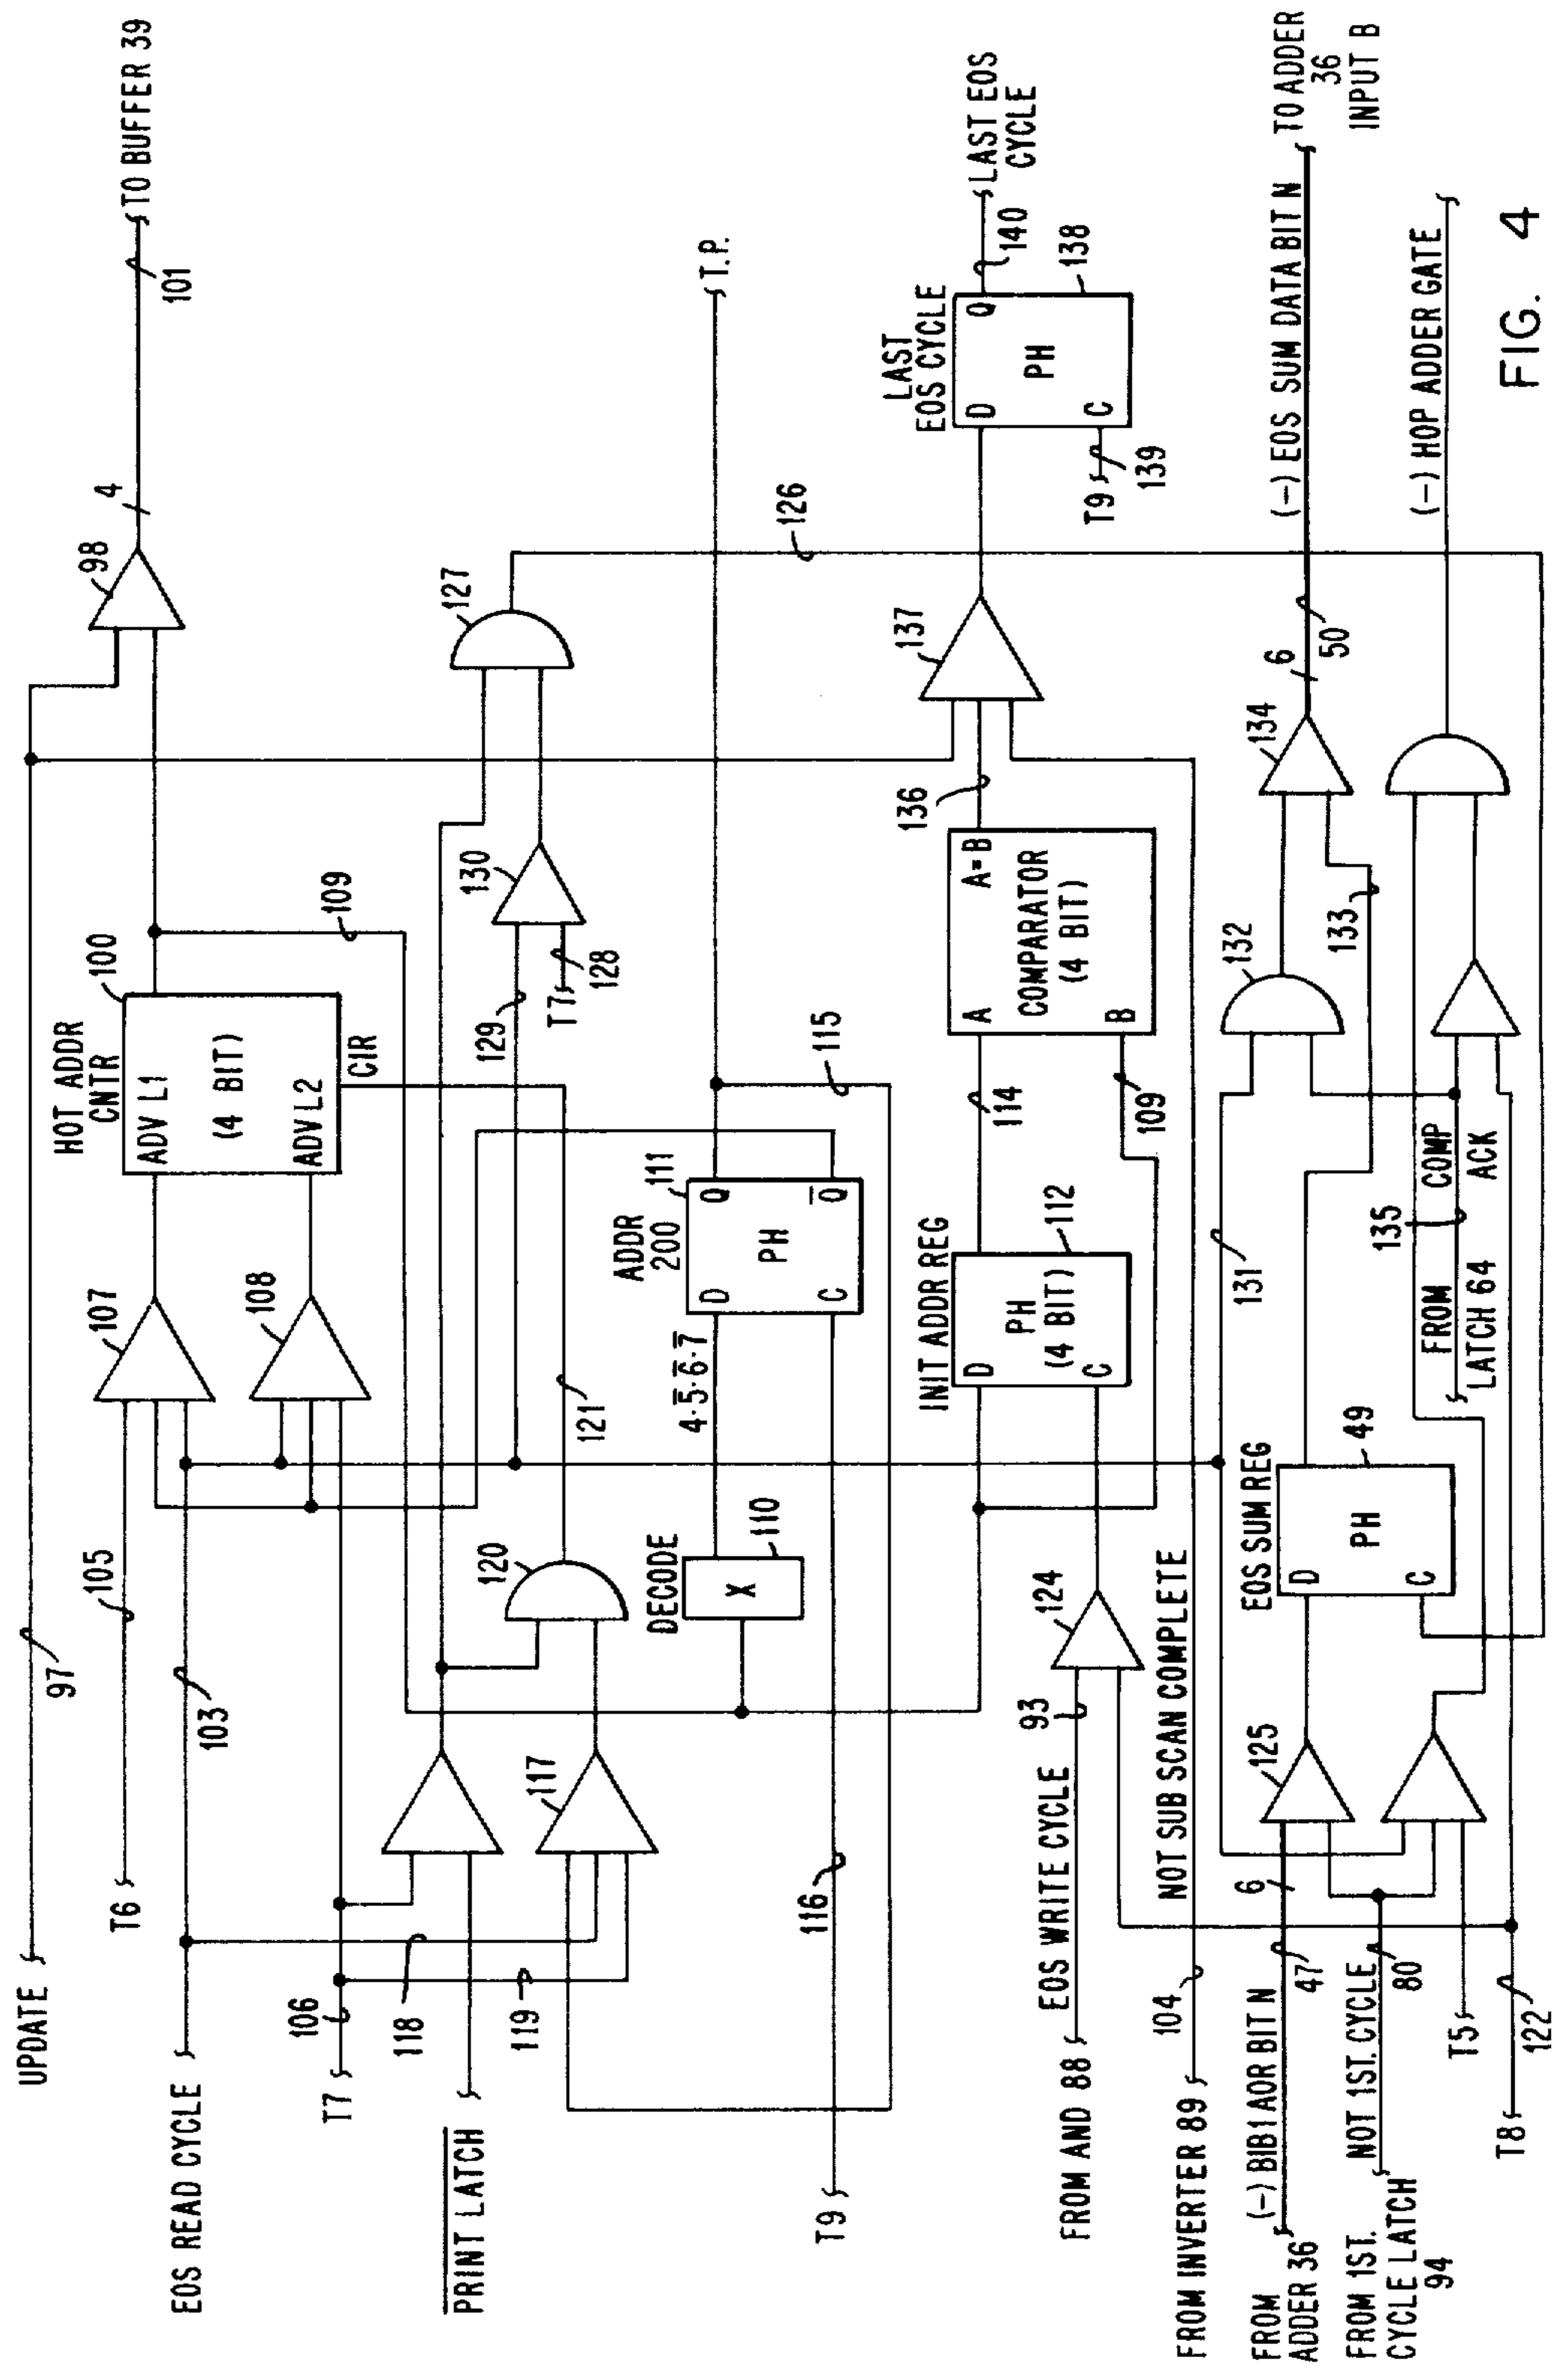 UPDATE
97
98
4
101
TO BUFFER 39
EOS READ CYCLE
103
T6
105
107
HOT ADDR
CNTR
100
ADV L1
(4 BIT)
ADV L2
CIR
109
T7
106
108
118
119
PRINT LATCH
117
120
121
129
T7
128
130
127
126
DECODE
X
110
4·5̅·6̅·7̅
ADDR
200
111
D
Q
PH
C
Q̅
115
T.P.
T9
116
INIT ADDR REG
D
PH
(4 BIT)
C
112
114
109
A
A=B
COMPARATOR
(4 BIT)
B
136
137
LAST
EOS CYCLE
D
Q
PH
C
138
T9
139
140
LAST EOS
CYCLE
FROM AND 88
EOS WRITE CYCLE
93
124
FROM INVERTER 89
104
NOT SUB SCAN COMPLETE
FROM
ADDER 36
(-) BIB1 AOR BIT N
47
6
125
EOS SUM REG
D
PH
C
49
131
132
133
134
6
50
(-) EOS SUM DATA BIT N
TO ADDER
36
INPUT B
FROM 1ST.
CYCLE LATCH
94
NOT 1ST. CYCLE
80
T5
T8
122
FROM
LATCH 64
135
COMP
ACK
(-) HOP ADDER GATE
FIG. 4